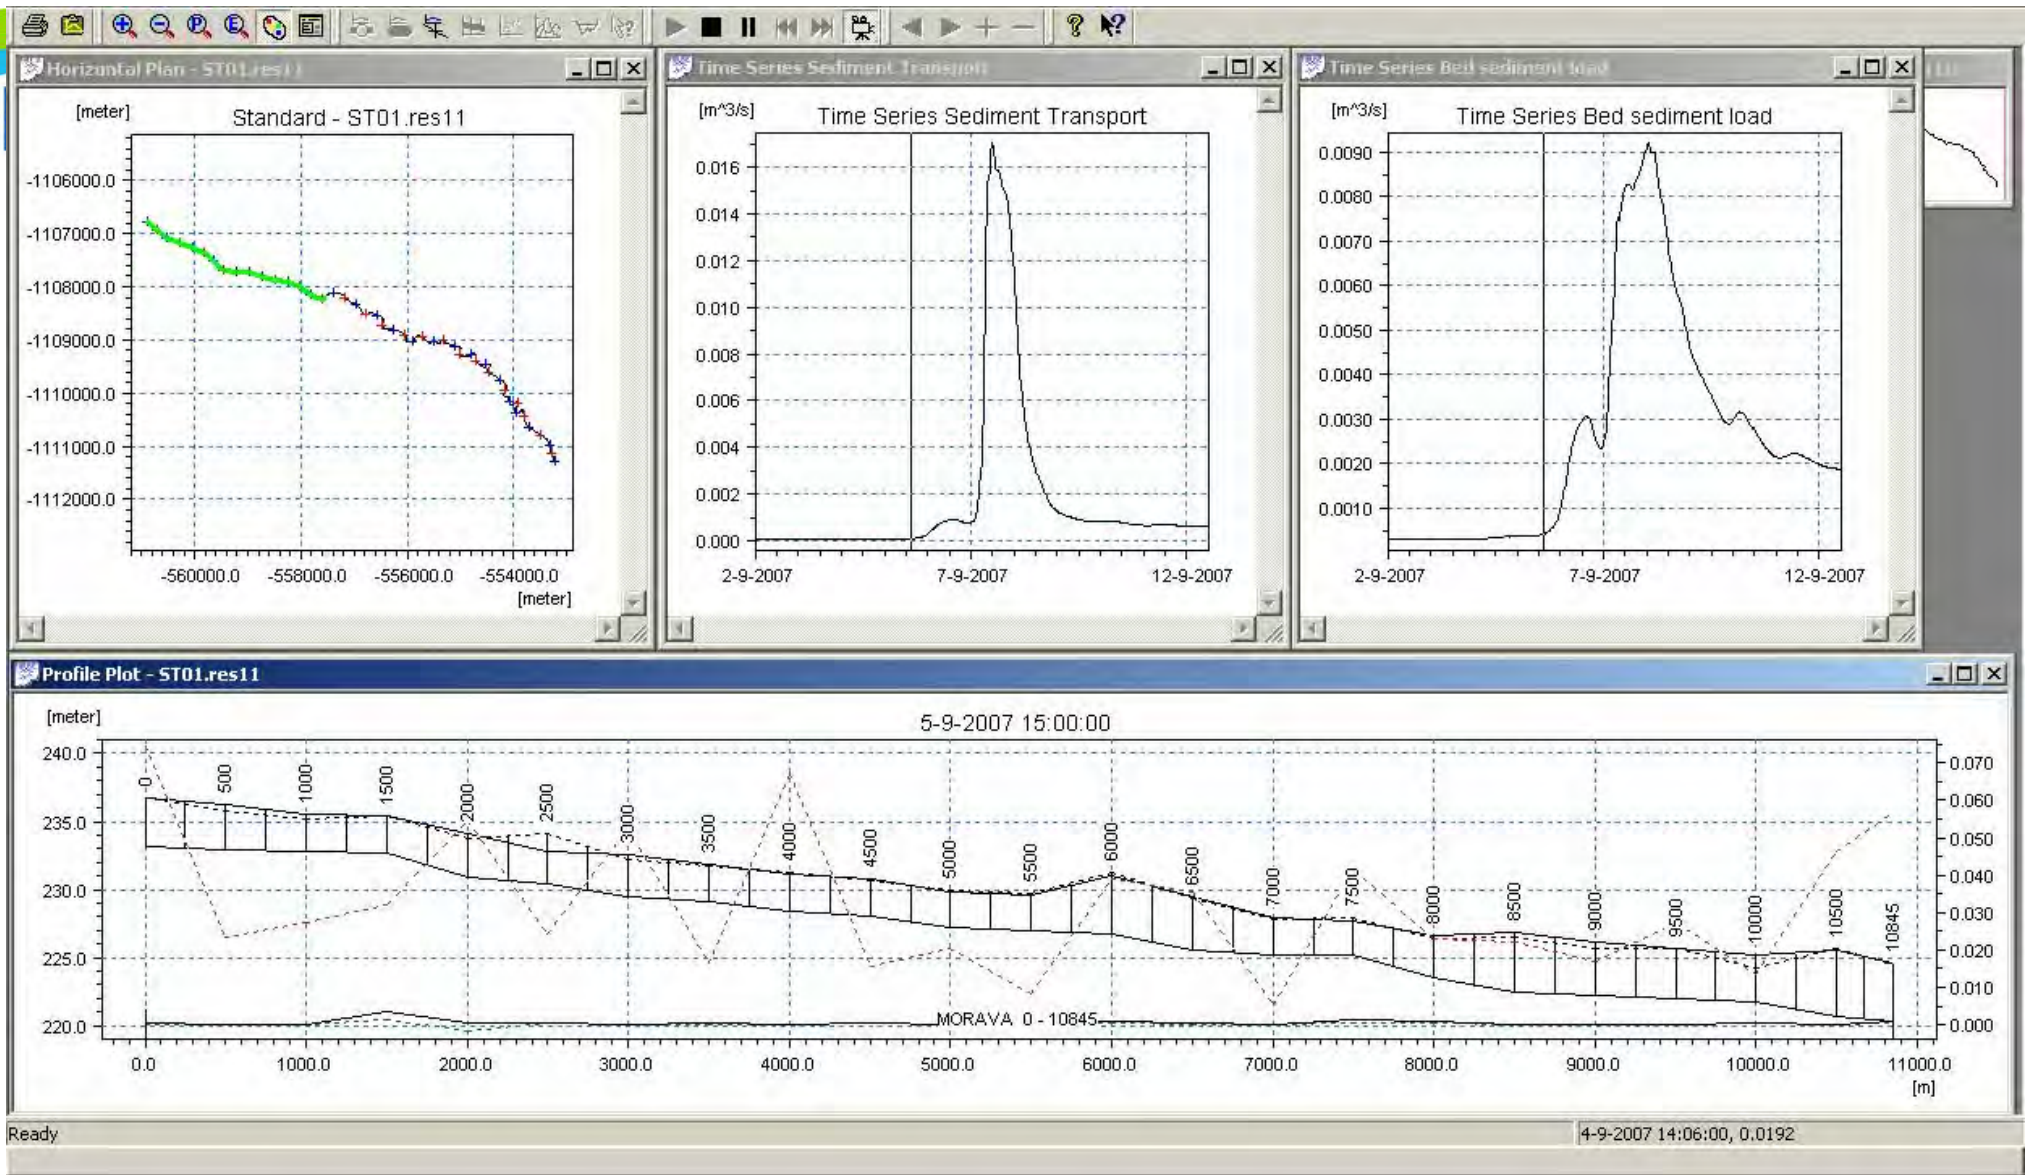 Horizontal Plan - ST01.res11
[meter]
Standard - ST01.res11
-1106000.0
-1107000.0
-1108000.0
-1109000.0
-1110000.0
-1111000.0
-1112000.0
-560000.0 -558000.0 -556000.0 -554000.0
[meter]
Time Series Sediment Transport
[m^3/s]
Time Series Sediment Transport
0.016
0.014
0.012
0.010
0.008
0.006
0.004
0.002
0.000
2-9-2007 7-9-2007 12-9-2007
Time Series Bed sediment load
[m^3/s]
Time Series Bed sediment load
0.0090
0.0080
0.0070
0.0060
0.0050
0.0040
0.0030
0.0020
0.0010
2-9-2007 7-9-2007 12-9-2007
Profile Plot - ST01.res11
[meter]
5-9-2007 15:00:00
240.0
235.0
230.0
225.0
220.0
0 500 1000 1500 2000 2500 3000 3500 4000 4500 5000 5500 6000 6500 7000 7500 8000 8500 9000 9500 10000 10500 10845
0.070
0.060
0.050
0.040
0.030
0.020
0.010
0.000
MORAVA 0 - 10845
0.0 1000.0 2000.0 3000.0 4000.0 5000.0 6000.0 7000.0 8000.0 9000.0 10000.0 11000.0
[m]
Ready
4-9-2007 14:06:00, 0.0192